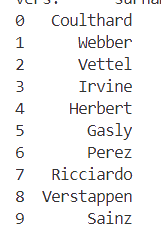 0 Coulthard
1 Webber
2 Vettel
3 Irvine
4 Herbert
5 Gasly
6 Perez
7 Ricciardo
8 Verstappen
9 Sainz